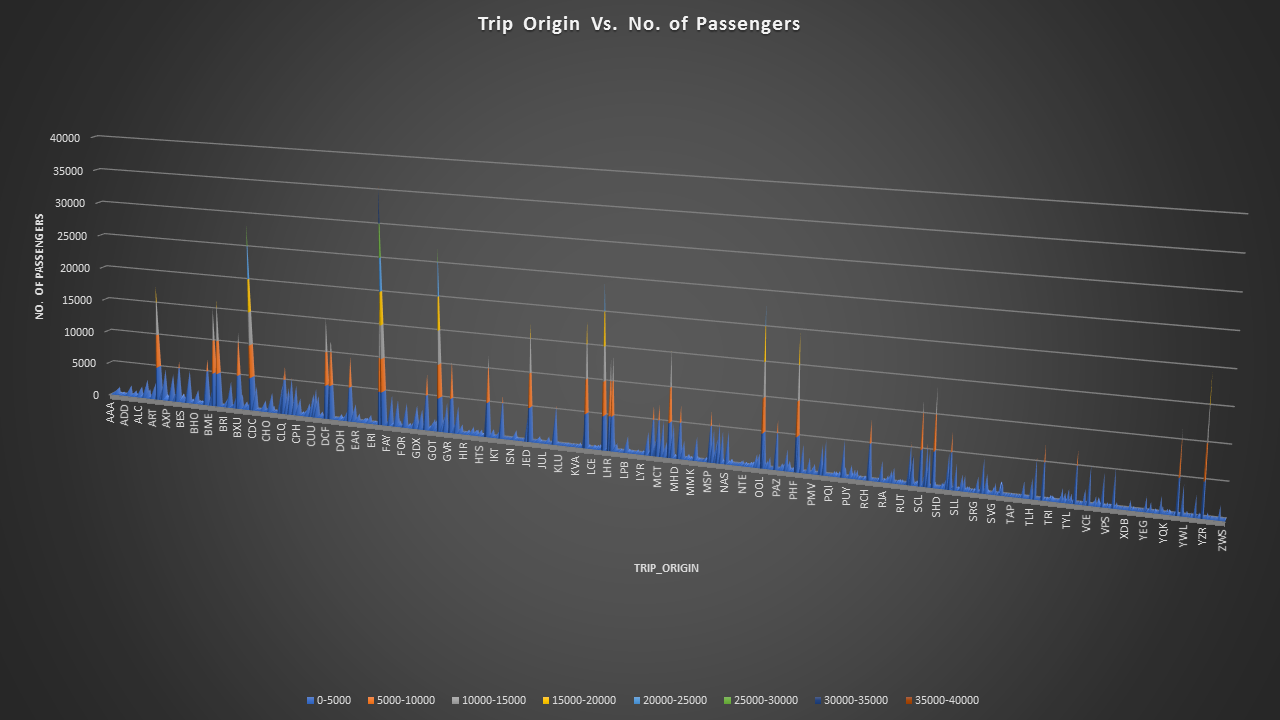 Trip Origin Vs. No. of Passengers
40000
35000
30000
25000
20000
15000
10000
5000
0
NO. OF PASSENGERS
AAA ADD ALC ART AXP BBS BHO BME BRI BXU CDC CHO CLQ CPH CUU DCF DOH EAR ERI FAY FOR GDX GOT GVR HIR HTS IKT ISN JED JUL KLU KVA LCE LHR LPB LYR MCT MHD MMK MSP NAS NTE OOL PAZ PHF PMV PQI PUY RCH RJA RUT SCL SHD SLL SRG SVG TAP TLH TRI TYL VCE VPS XDB YEG YQK YWL YZR ZWS
TRIP_ORIGIN
0-5000 5000-10000 10000-15000 15000-20000 20000-25000 25000-30000 30000-35000 35000-40000